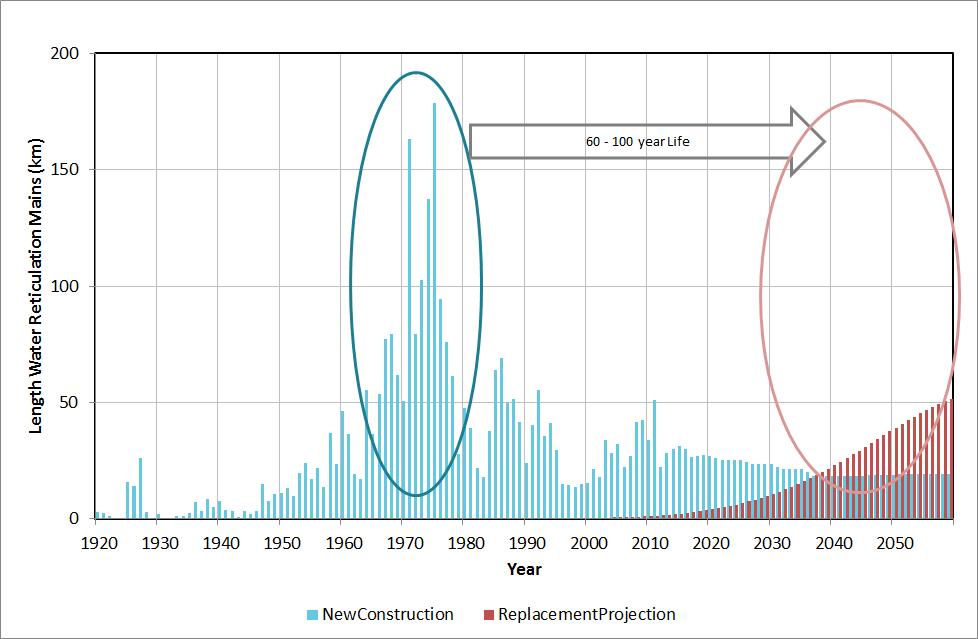 200
150
100
50
0
Length Water Reticulation Mains (km)
60 - 100 year Life
1920 1930 1940 1950 1960 1970 1980 1990 2000 2010 2020 2030 2040 2050
Year
NewConstruction ReplacementProjection